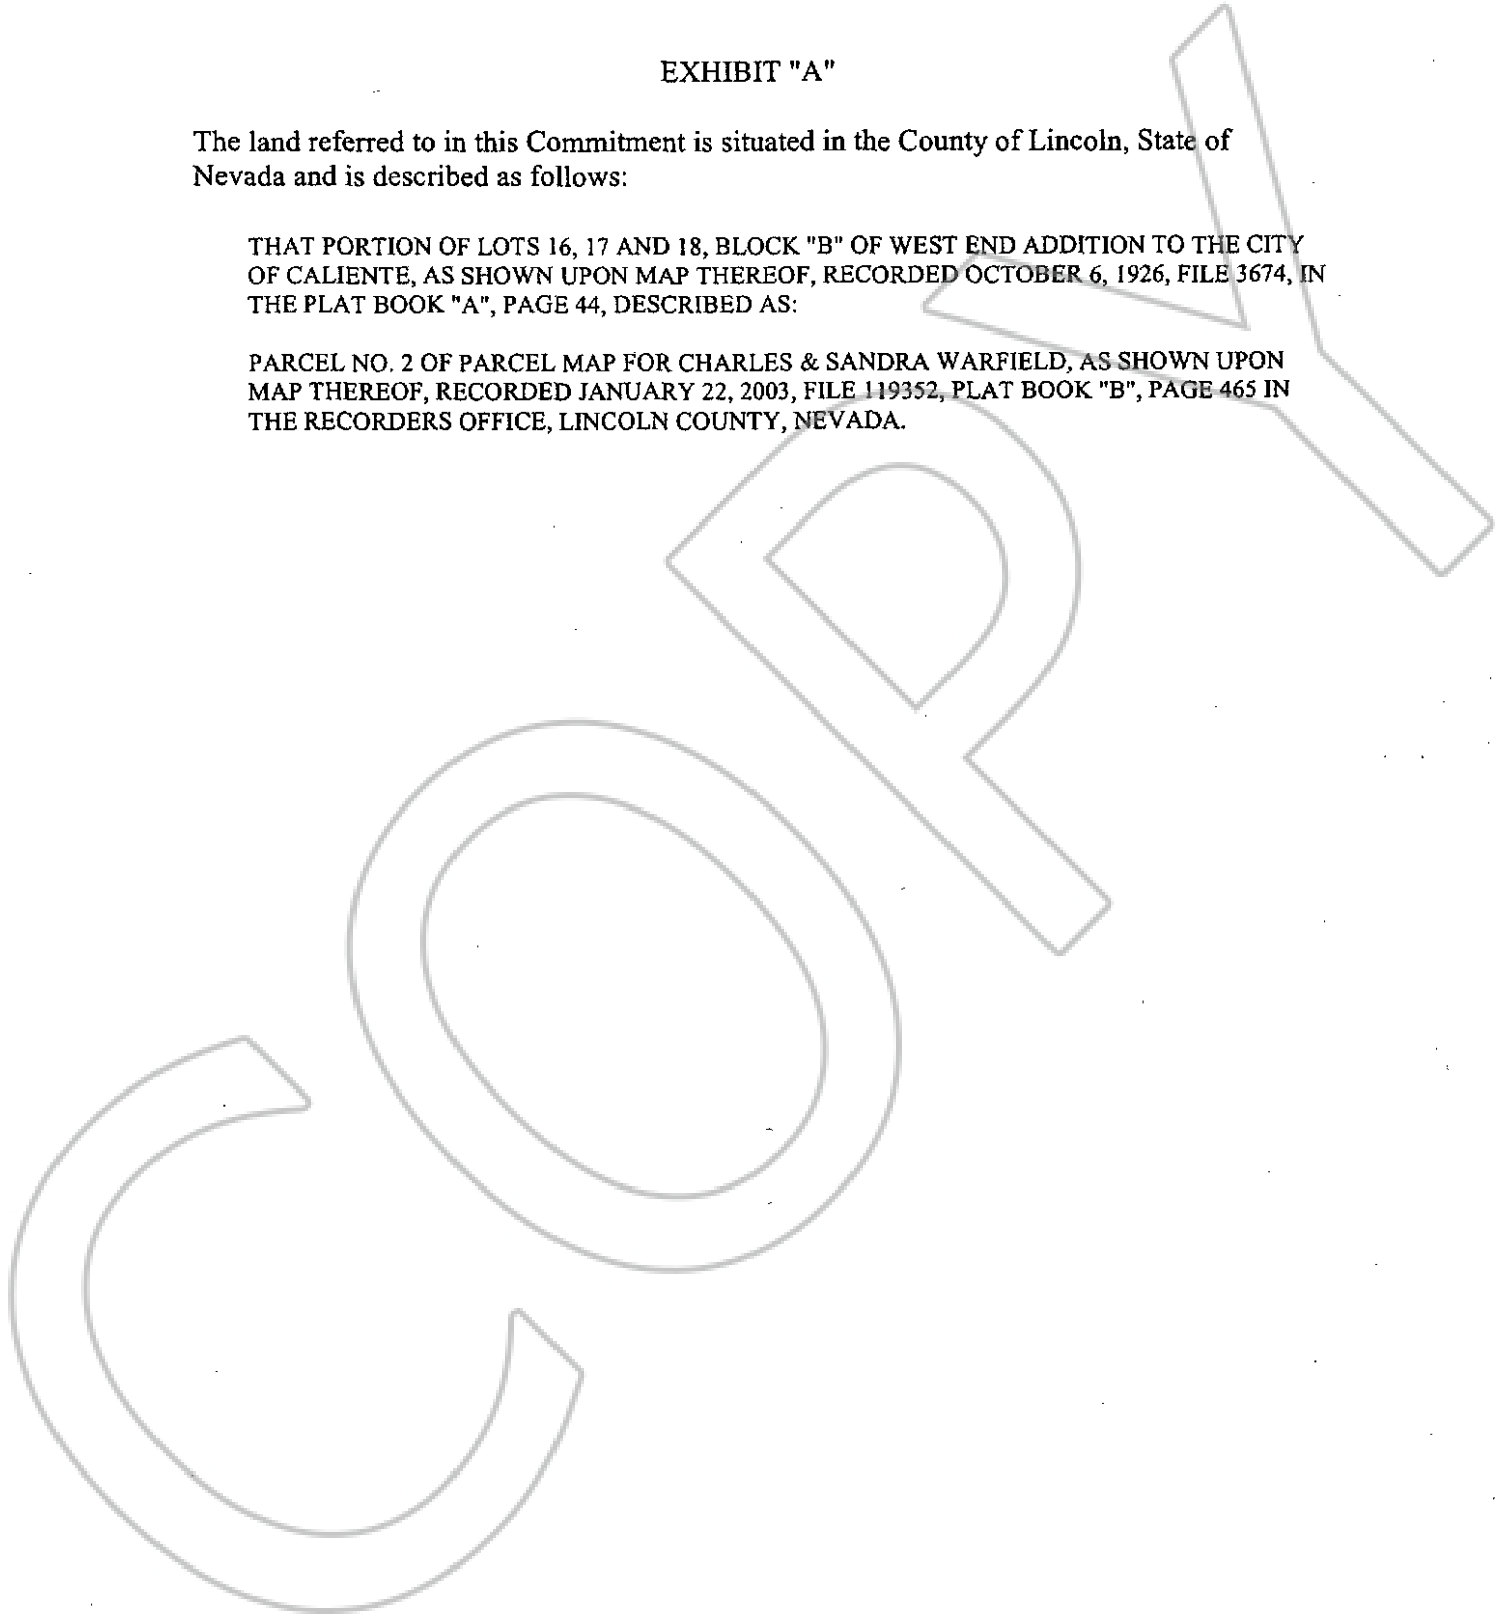 EXHIBIT "A"
The land referred to in this Commitment is situated in the County of Lincoln, State of
Nevada and is described as follows:
THAT PORTION OF LOTS 16, 17 AND 18, BLOCK "B" OF WEST END ADDITION TO THE CITY
OF CALIENTE, AS SHOWN UPON MAP THEREOF, RECORDED OCTOBER 6, 1926, FILE 3674, IN
THE PLAT BOOK "A", PAGE 44, DESCRIBED AS:
PARCEL NO. 2 OF PARCEL MAP FOR CHARLES & SANDRA WARFIELD, AS SHOWN UPON
MAP THEREOF, RECORDED JANUARY 22, 2003, FILE 119352, PLAT BOOK "B", PAGE 465 IN
THE RECORDERS OFFICE, LINCOLN COUNTY, NEVADA.
COPY